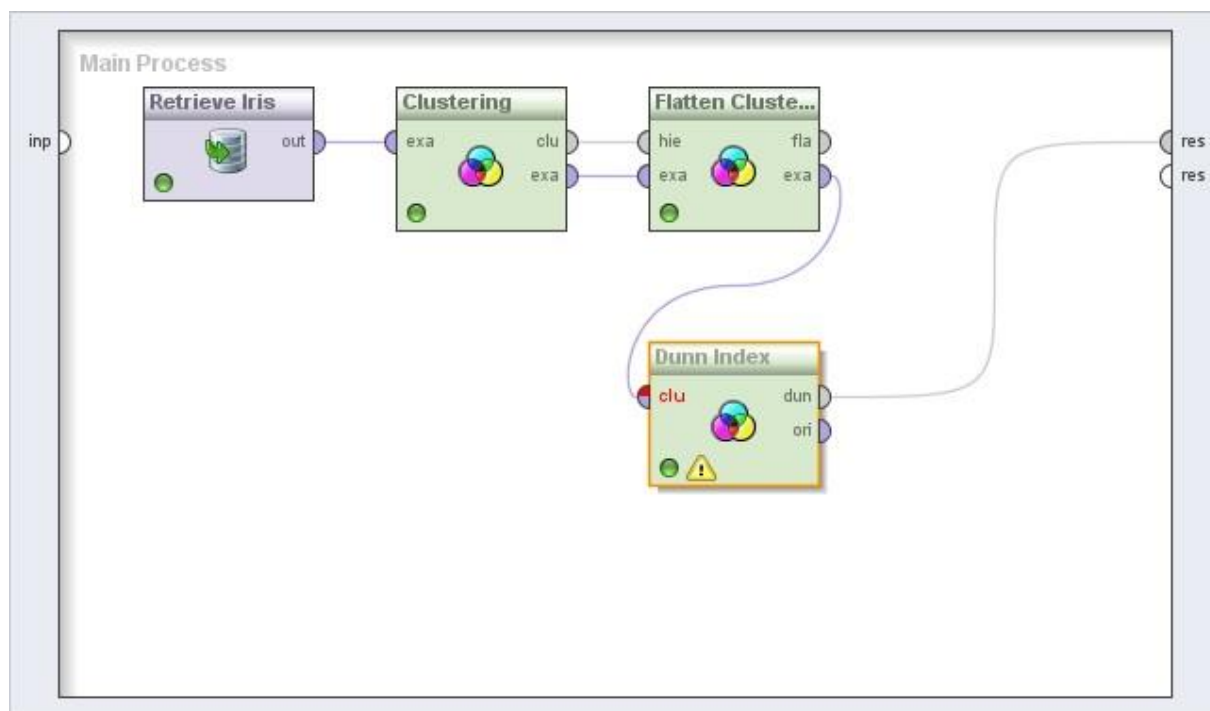 Main Process
Retrieve Iris
Clustering
Flatten Cluste...
inp
out
exa
clu
hie
fla
res
exa
exa
exa
res
Dunn Index
clu
dun
ori